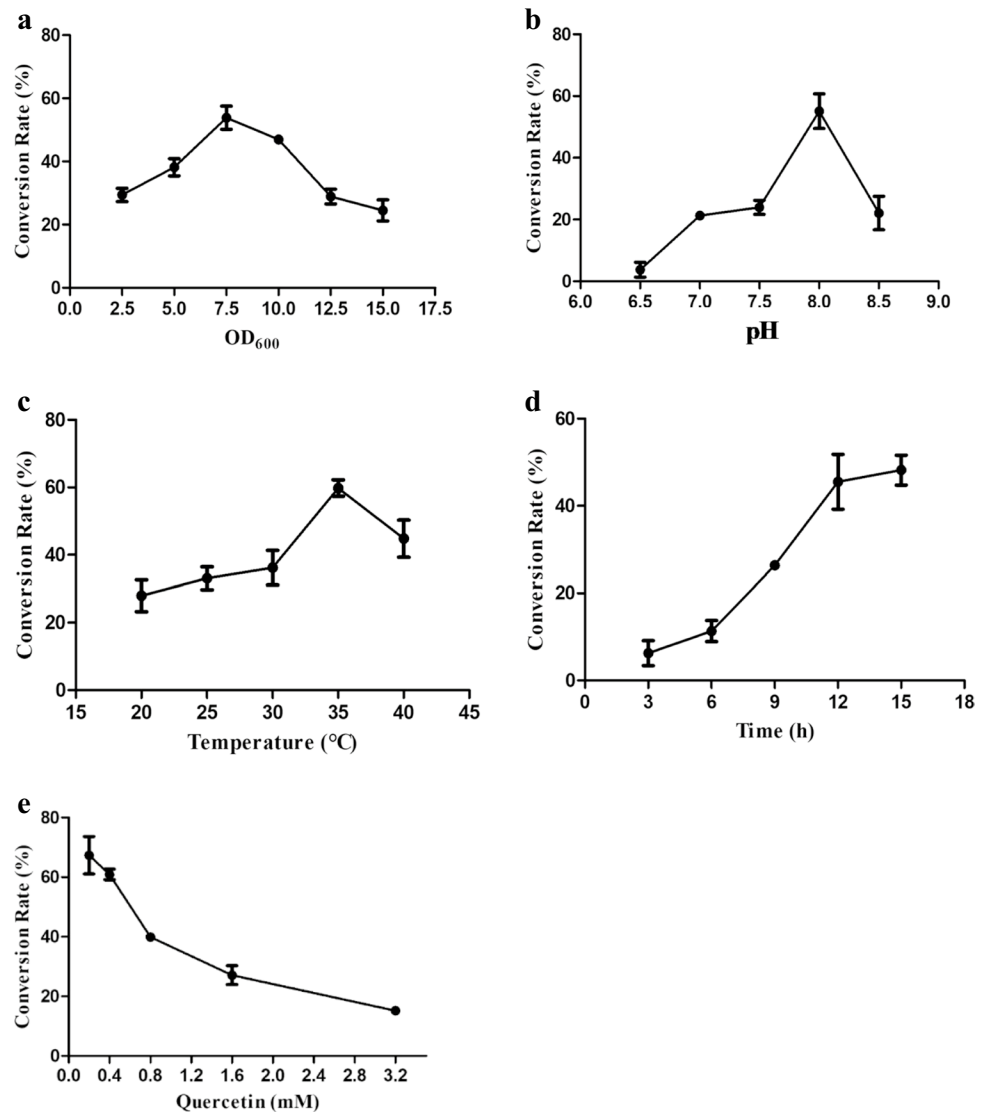 a
Conversion Rate (%)
80
60
40
20
0
0.0 2.5 5.0 7.5 10.0 12.5 15.0 17.5
OD600
b
Conversion Rate (%)
80
60
40
20
0
6.0 6.5 7.0 7.5 8.0 8.5 9.0
pH
c
Conversion Rate (%)
80
60
40
20
0
15 20 25 30 35 40 45
Temperature (°C)
d
Conversion Rate (%)
60
40
20
0
0 3 6 9 12 15 18
Time (h)
e
Conversion Rate (%)
80
60
40
20
0
0.0 0.4 0.8 1.2 1.6 2.0 2.4 2.8 3.2
Quercetin (mM)